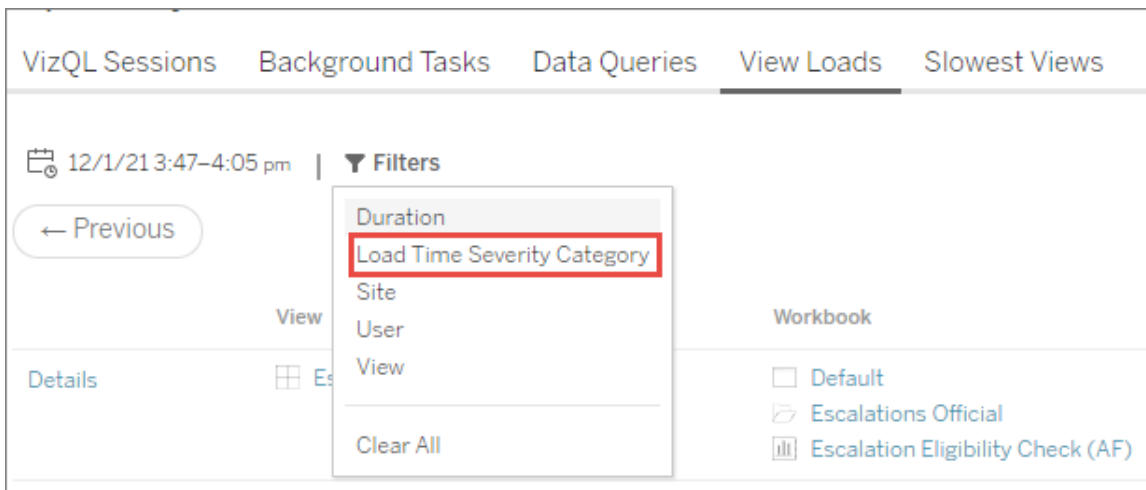 VizQL Sessions Background Tasks Data Queries View Loads Slowest Views
12/1/21 3:47–4:05 pm | Filters
← Previous
Duration
Load Time Severity Category
Site
User
View
Clear All
View Workbook
Details Es Default
Escalations Official
Escalation Eligibility Check (AF)